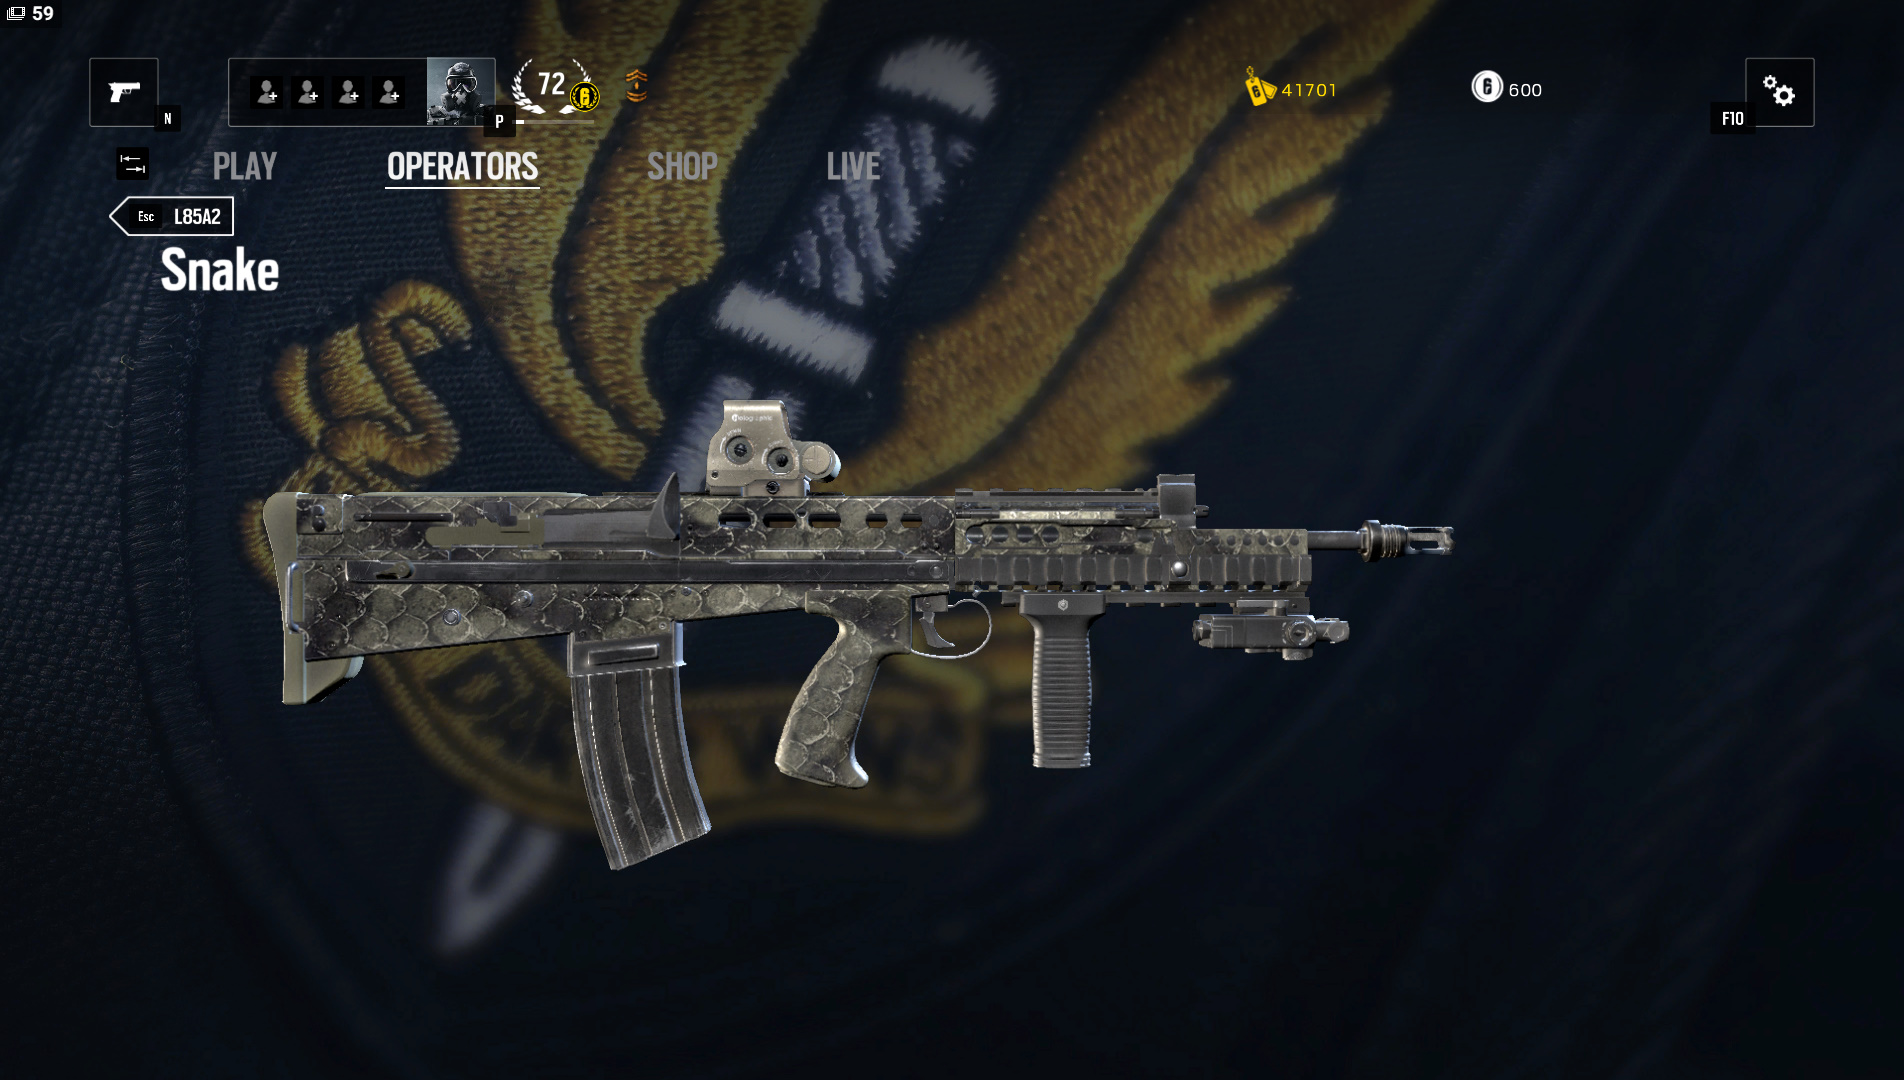 59
N
P
72
41701
600
F10
PLAY
OPERATORS
SHOP
LIVE
Esc
L85A2
Snake